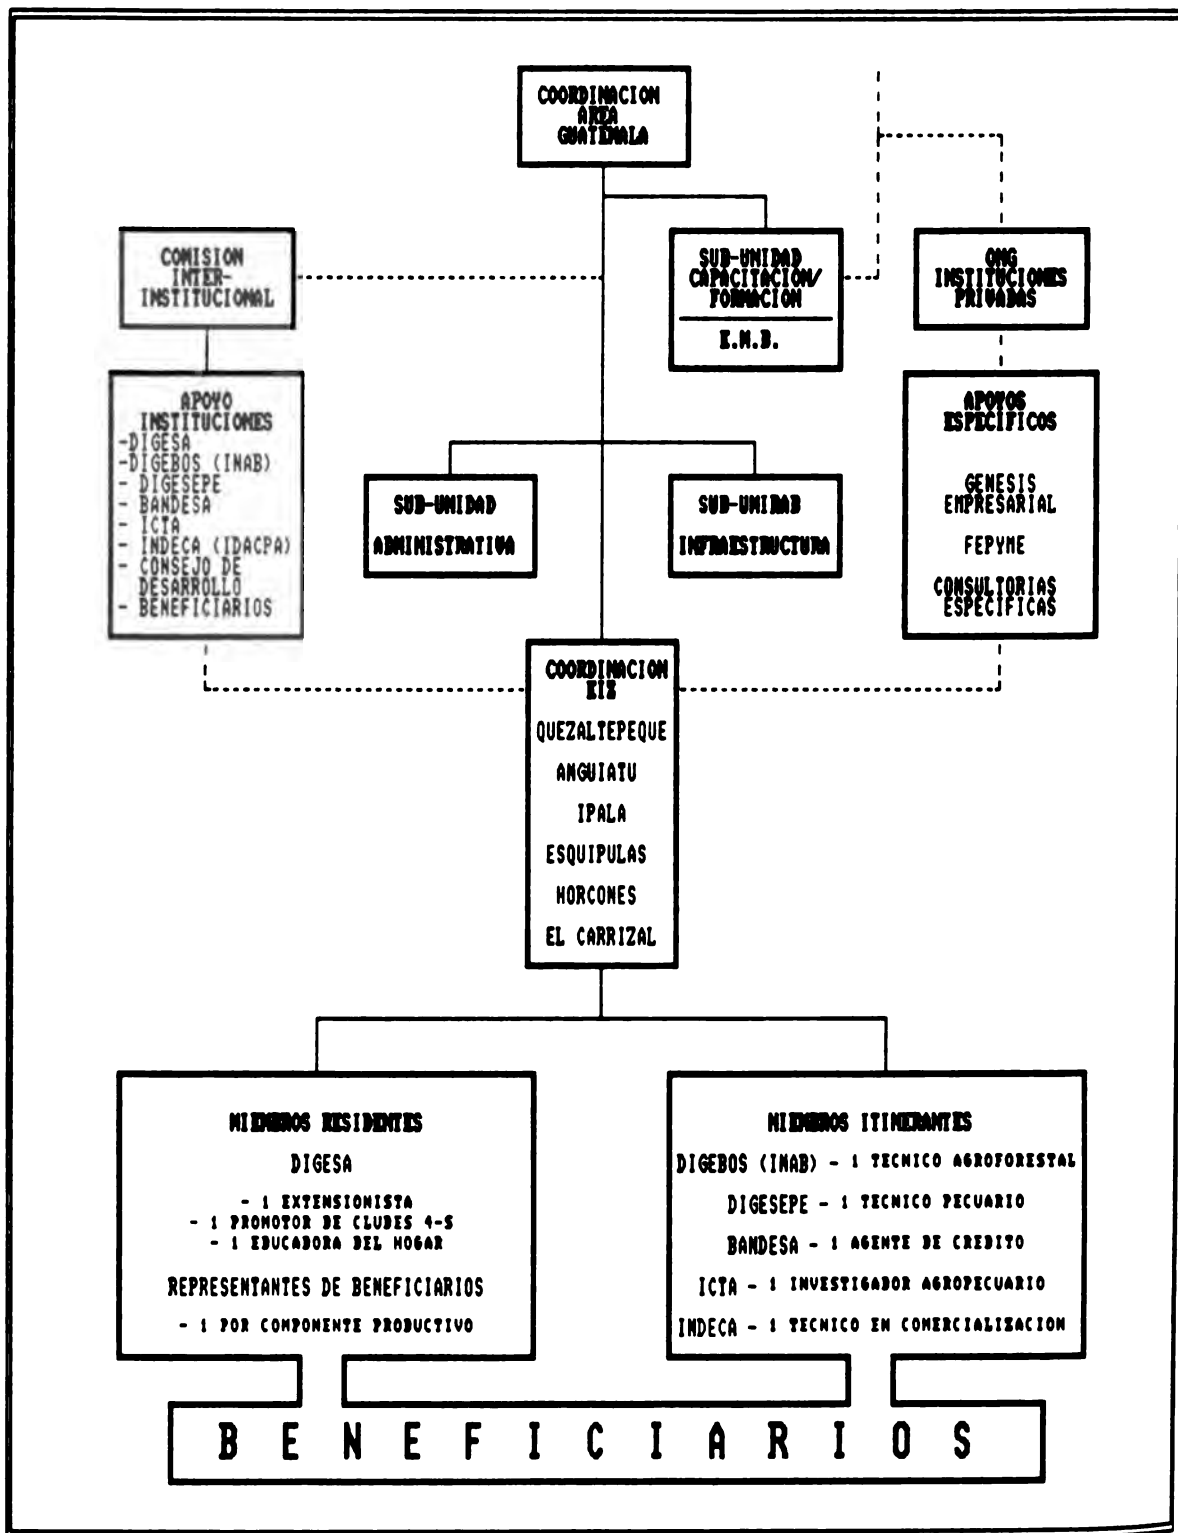 COORDINACION
AREA
GUATEMALA
COMISION
INTER-
INSTITUCIONAL
SUB-UNIDAD
CAPACITACION/
FORMACION
E.M.B.
ONG
INSTITUCIONES
PRIVADAS
APOYO
INSTITUCIONES
-DIGESA
-DIGEBOS (INAB)
- DIGESEPE
- BANDESA
- ICTA
- INDECA (IDACPA)
- CONSEJO DE
DESARROLLO
- BENEFICIARIOS
SUB-UNIDAD
ADMINISTRATIVA
SUB-UNIDAD
INFRAESTRUCTURA
APOYOS
ESPECÍFICOS
GENESIS
EMPRESARIAL
FEPYME
CONSULTORIAS
ESPECÍFICAS
COORDINACION
EIZ
QUEZALTEPEQUE
ANGUIATU
IPALA
ESQUIPULAS
HORCONES
EL CARRIZAL
MIEMBROS RESIDENTES
DIGESA
- 1 EXTENSIONISTA
- 1 PROMOTOR DE CLUBES 4-S
- 1 EDUCADORA DEL HOGAR
REPRESENTANTES DE BENEFICIARIOS
- 1 POR COMPONENTE PRODUCTIVO
MIEMBROS ITINERANTES
DIGEBOS (INAB) - 1 TECNICO AGROFORESTAL
DIGESEPE - 1 TECNICO PECUARIO
BANDESA - 1 AGENTE DE CREDITO
ICTA - 1 INVESTIGADOR AGROPECUARIO
INDECA - 1 TECNICO EN COMERCIALIZACION
BENEFICIARIOS